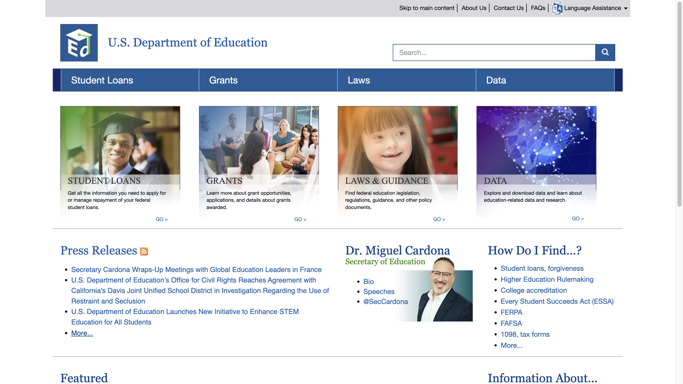 Skip to main content | About Us | Contact Us | FAQs | Language Assistance
Ed
U.S. Department of Education
Search...
Student Loans
Grants
Laws
Data
STUDENT LOANS
Get all the information you need to apply
for or manage repayment of your federal
student loans.
GO >
GRANTS
Learn more about grant opportunities,
applications, and details about grants
awarded.
GO >
LAWS & GUIDANCE
Find federal education legislation,
regulations, guidance, and other policy
documents.
GO >
DATA
Explore and download data and learn about
education-related data and research.
GO >
Press Releases
Secretary Cardona Wraps-Up Meetings with Global Education Leaders in France
U.S. Department of Education's Office for Civil Rights Reaches Agreement with
California's Davis Joint Unified School District in Investigation Regarding the Use of
Restraint and Seclusion
U.S. Department of Education Launches New Initiative to Enhance STEM
Education for All Students
More...
Dr. Miguel Cardona
Secretary of Education
Bio
Speeches
@SecCardona
How Do I Find...?
Student loans, forgiveness
Higher Education Rulemaking
College accreditation
Every Student Succeeds Act (ESSA)
FERPA
FAFSA
1098, tax forms
More...
Featured
Information About...